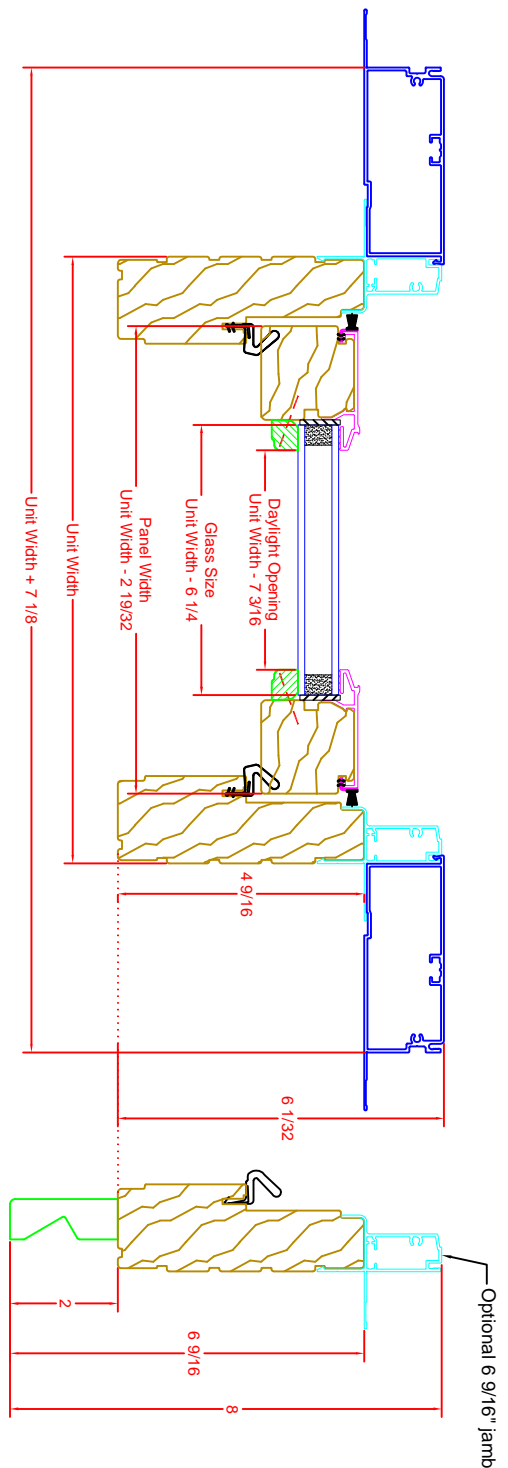 Optional 6 9/16" jamb
Daylight Opening
Unit Width - 7 3/16
Glass Size
Unit Width - 6 1/4
Panel Width
Unit Width - 2 19/32
Unit Width
Unit Width + 7 1/8
4 9/16
6 1/32
2
6 9/16
8